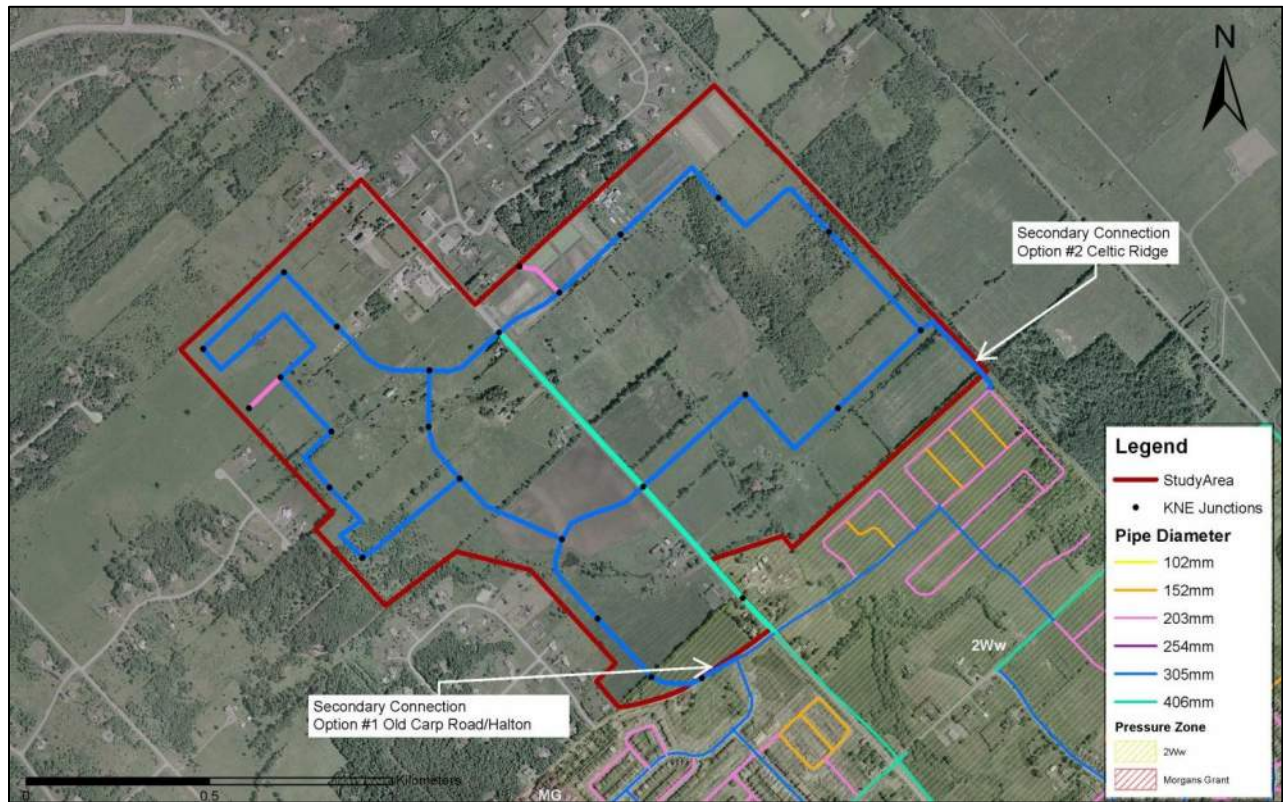 N
Secondary Connection
Option #2 Celtic Ridge
Legend
StudyArea
KNE Junctions
Pipe Diameter
102mm
152mm
203mm
254mm
305mm
406mm
Pressure Zone
2Ww
Morgans Grant
2Ww
Secondary Connection
Option #1 Old Carp Road/Halton
Kilometers
0
0.5
MG